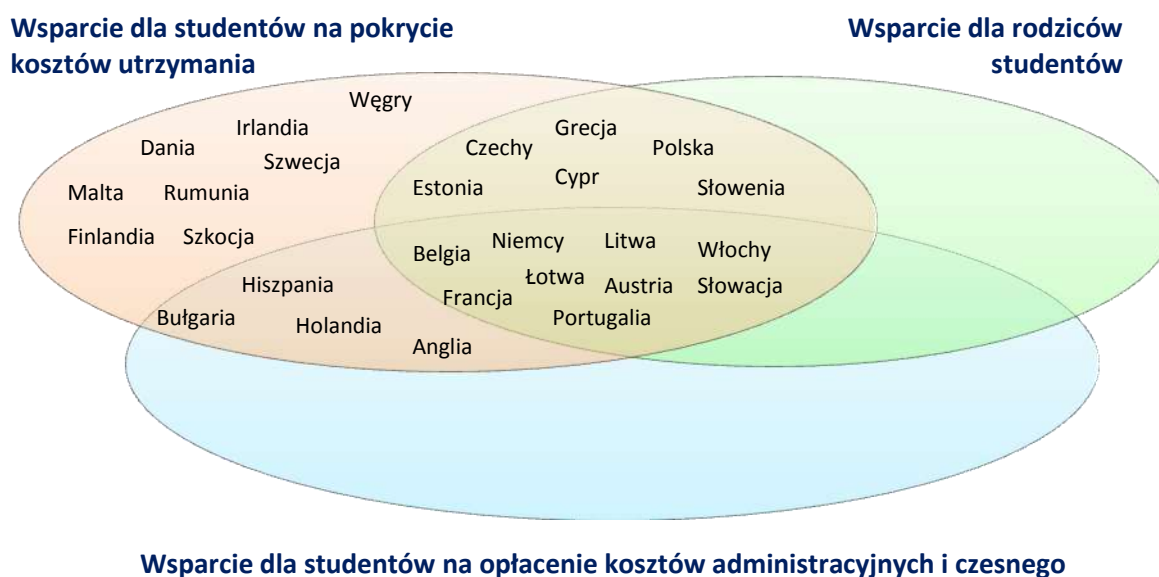 Wsparcie dla studentów na pokrycie
kosztów utrzymania
Wsparcie dla rodziców
studentów
Węgry
Irlandia
Grecja
Dania
Szwecja
Czechy
Polska
Malta
Rumunia
Estonia
Cypr
Słowenia
Finlandia
Szkocja
Belgia
Niemcy
Litwa
Włochy
Hiszpania
Łotwa
Austria
Słowacja
Francja
Bułgaria
Holandia
Portugalia
Anglia
Wsparcie dla studentów na opłacenie kosztów administracyjnych i czesnego